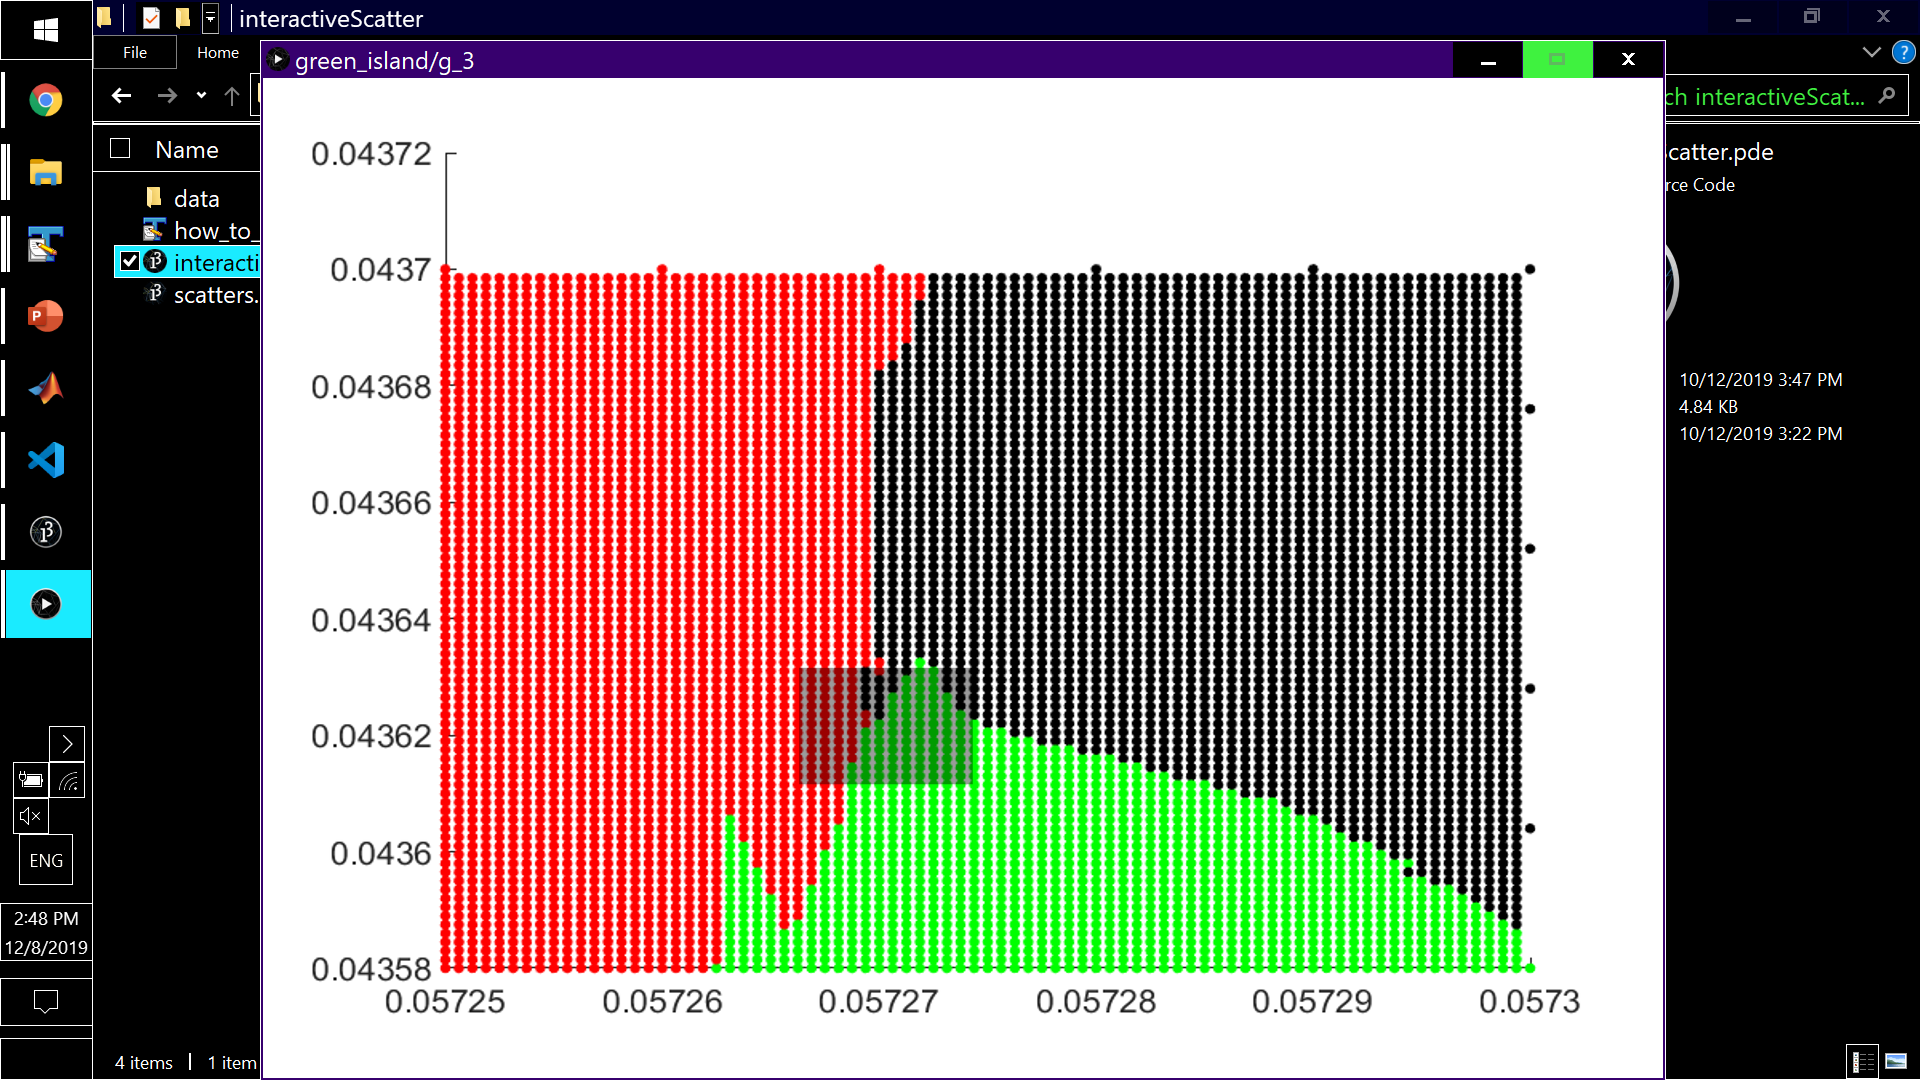 interactiveScatter
File
Home
green_island/g_3
ch interactiveScat...
Name
data
how_to_
interacti
scatters.
catter.pde
rce Code
10/12/2019 3:47 PM
4.84 KB
10/12/2019 3:22 PM
0.04372
0.0437
0.04368
0.04366
0.04364
0.04362
0.0436
0.04358
0.05725
0.05726
0.05727
0.05728
0.05729
0.0573
ENG
2:48 PM
12/8/2019
4 items
1 item